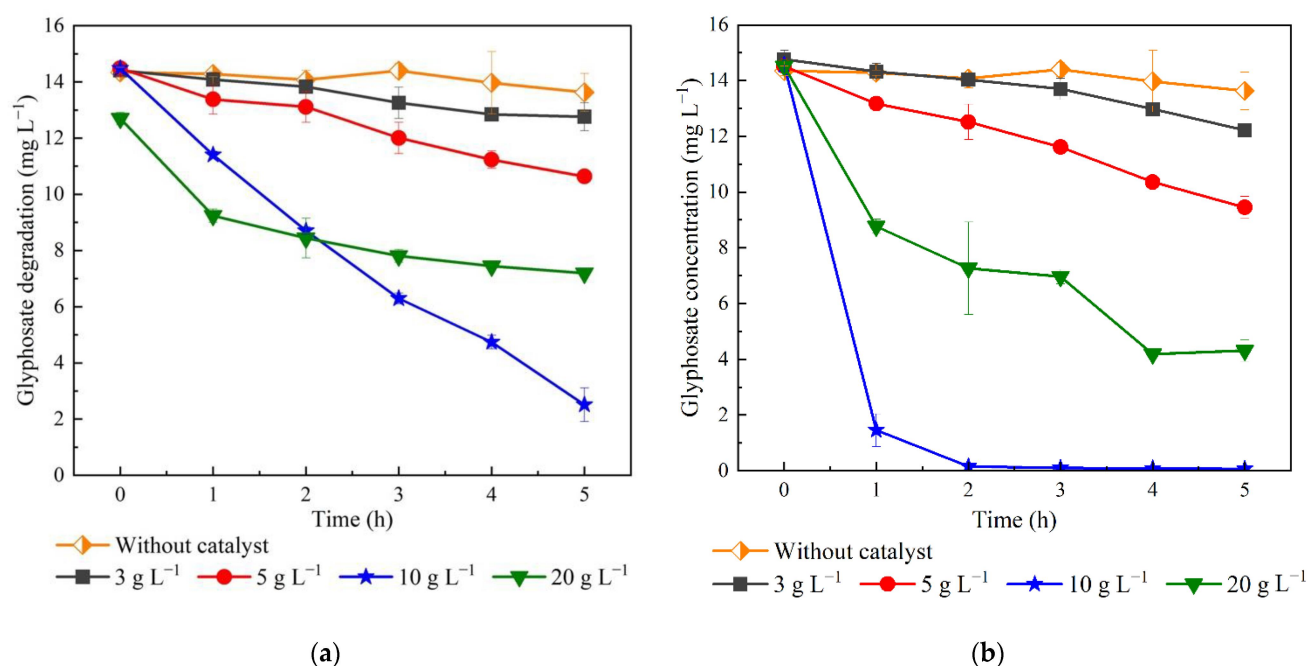 Glyphosate degradation (mg L⁻¹)
16
14
12
10
8
6
4
2
0
0 1 2 3 4 5
Time (h)
Without catalyst
3 g L⁻¹ 5 g L⁻¹ 10 g L⁻¹ 20 g L⁻¹
(a)
Glyphosate concentration (mg L⁻¹)
16
14
12
10
8
6
4
2
0
0 1 2 3 4 5
Time (h)
Without catalyst
3 g L⁻¹ 5 g L⁻¹ 10 g L⁻¹ 20 g L⁻¹
(b)